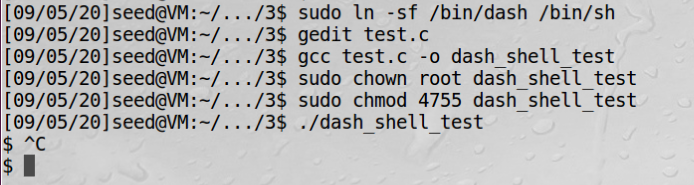 [09/05/20]seed@VM:~/.../3$ sudo ln -sf /bin/dash /bin/sh
[09/05/20]seed@VM:~/.../3$ gedit test.c
[09/05/20]seed@VM:~/.../3$ gcc test.c -o dash_shell_test
[09/05/20]seed@VM:~/.../3$ sudo chown root dash_shell_test
[09/05/20]seed@VM:~/.../3$ sudo chmod 4755 dash_shell_test
[09/05/20]seed@VM:~/.../3$ ./dash_shell_test
$ ^C
$